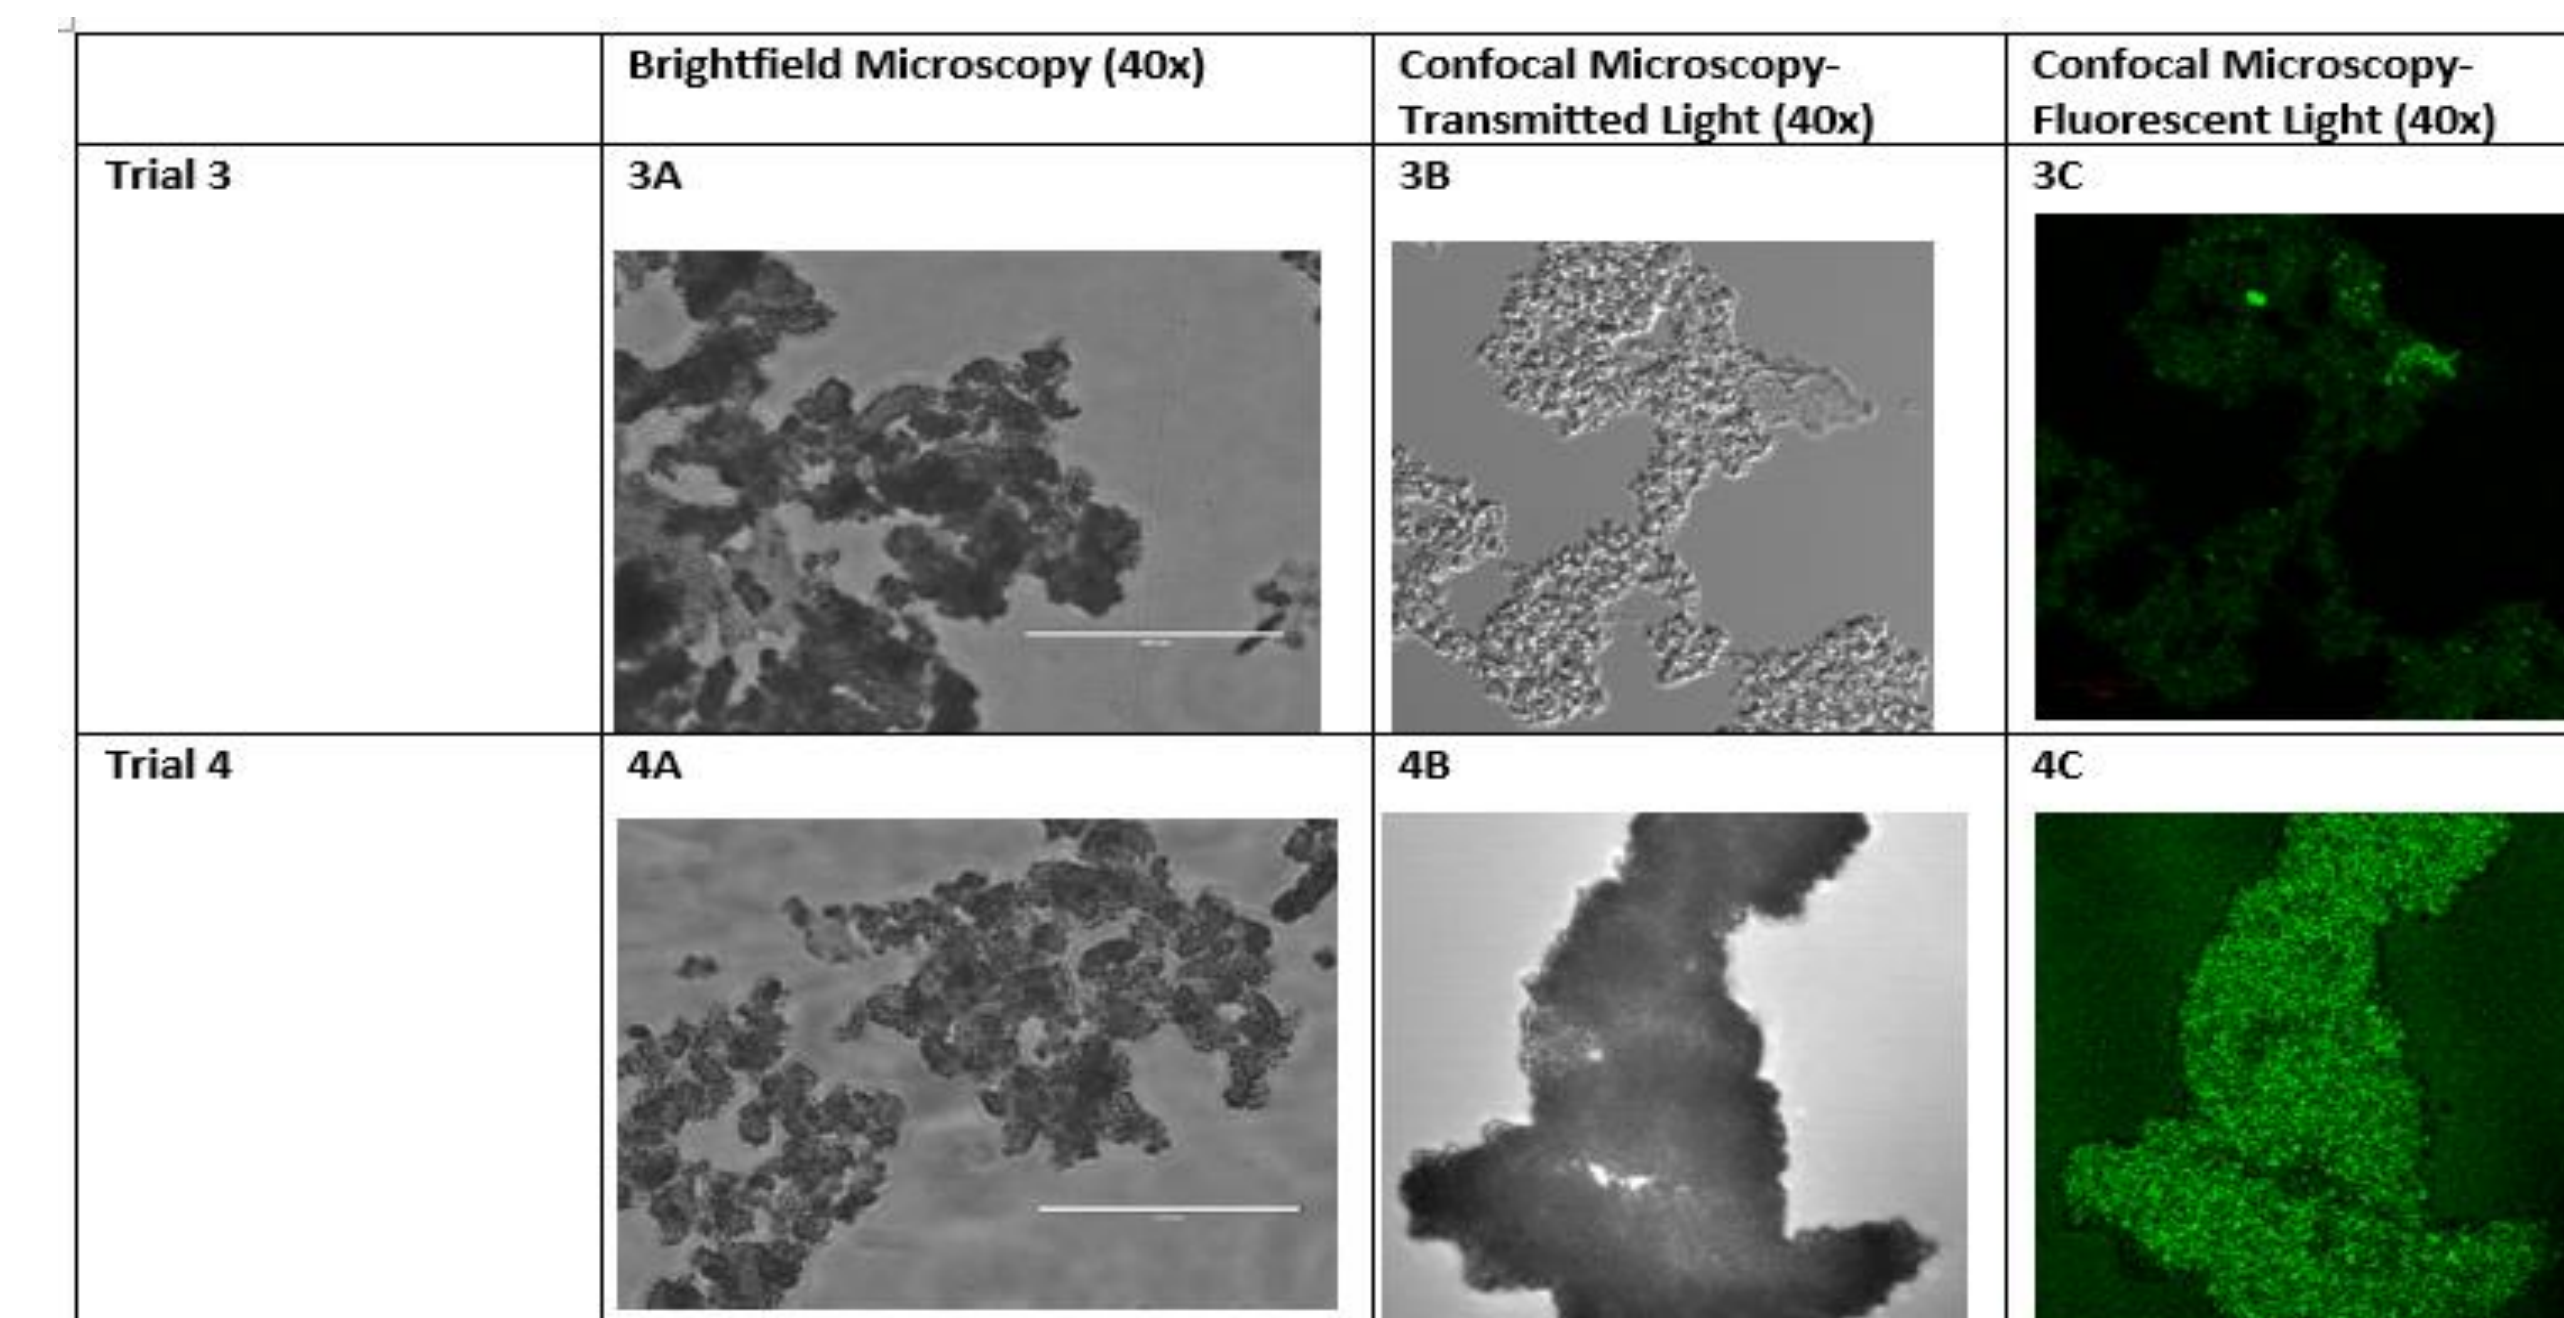 Brightfield Microscopy (40x)
Confocal Microscopy-
Transmitted Light (40x)
Confocal Microscopy-
Fluorescent Light (40x)
Trial 3
3A
3B
3C
Trial 4
4A
4B
4C